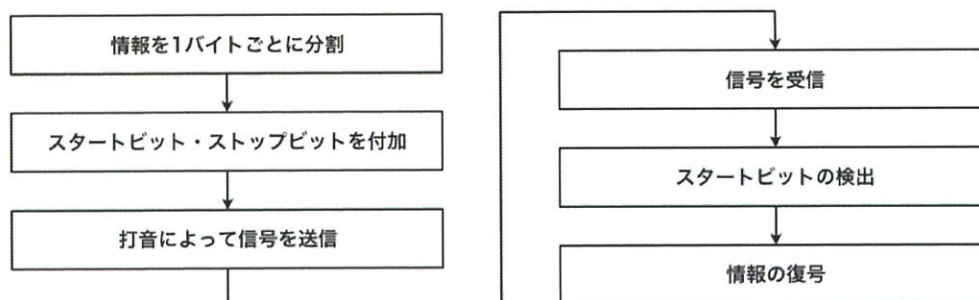 情報を1バイトごとに分割
スタートビット・ストップビットを付加
打音によって信号を送信
信号を受信
スタートビットの検出
情報の復号